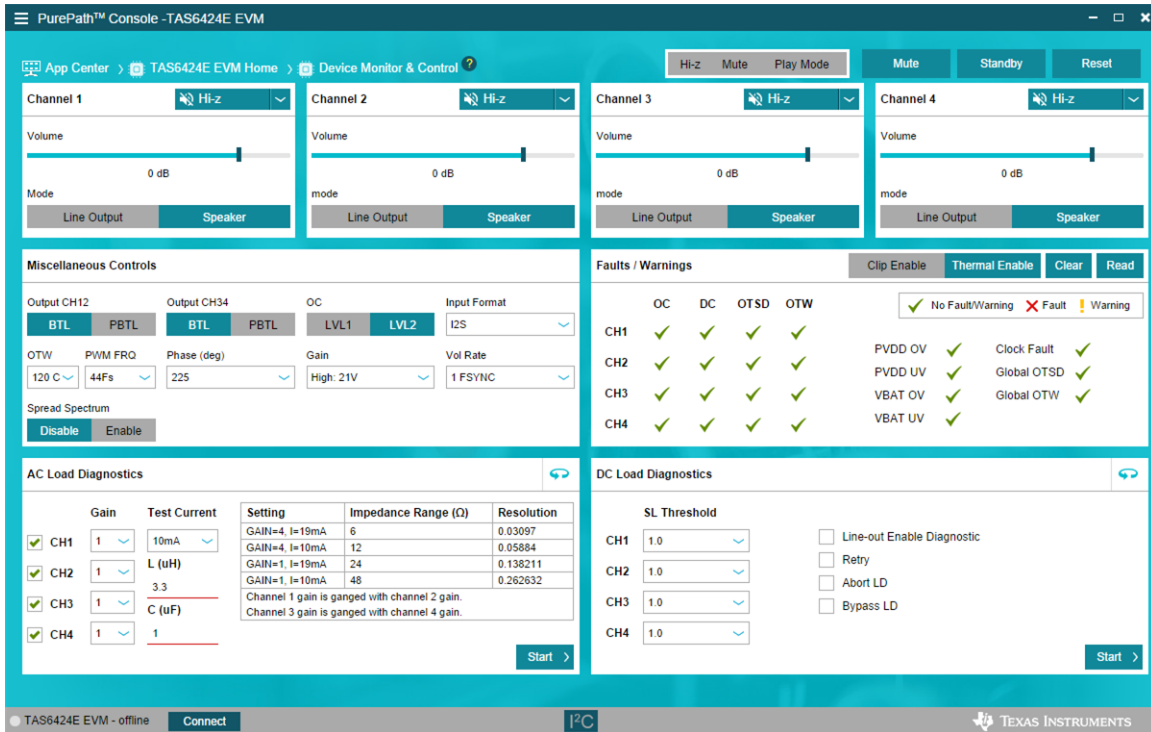 PurePath™ Console -TAS6424E EVM
App Center > TAS6424E EVM Home > Device Monitor & Control ?
Hi-z Mute Play Mode
Mute
Standby
Reset
Channel 1 Hi-z
Volume
0 dB
Mode
Line Output Speaker
Channel 2 Hi-z
Volume
0 dB
mode
Line Output Speaker
Channel 3 Hi-z
Volume
0 dB
mode
Line Output Speaker
Channel 4 Hi-z
Volume
0 dB
mode
Line Output Speaker
Miscellaneous Controls
Output CH12 Output CH34 OC Input Format
BTL PBTL BTL PBTL LVL1 LVL2 I2S
OTW PWM FRQ Phase (deg) Gain Vol Rate
120 C 44Fs 225 High: 21V 1 FSYNC
Spread Spectrum
Disable Enable
Faults / Warnings Clip Enable Thermal Enable Clear Read
No Fault/Warning Fault Warning
OC DC OTSD OTW
CH1
CH2
CH3
CH4
PVDD OV Clock Fault
PVDD UV Global OTSD
VBAT OV Global OTW
VBAT UV
AC Load Diagnostics
Gain Test Current
CH1 1 10mA
CH2 1 L (uH)
3.3
CH3 1 C (uF)
CH4 1 1
Setting Impedance Range (Ω) Resolution
GAIN=4, I=19mA 6 0.03097
GAIN=4, I=10mA 12 0.05884
GAIN=1, I=19mA 24 0.138211
GAIN=1, I=10mA 48 0.262632
Channel 1 gain is ganged with channel 2 gain.
Channel 3 gain is ganged with channel 4 gain.
Start >
DC Load Diagnostics
SL Threshold
CH1 1.0
CH2 1.0
CH3 1.0
CH4 1.0
Line-out Enable Diagnostic
Retry
Abort LD
Bypass LD
Start >
TAS6424E EVM - offline Connect I²C TEXAS INSTRUMENTS